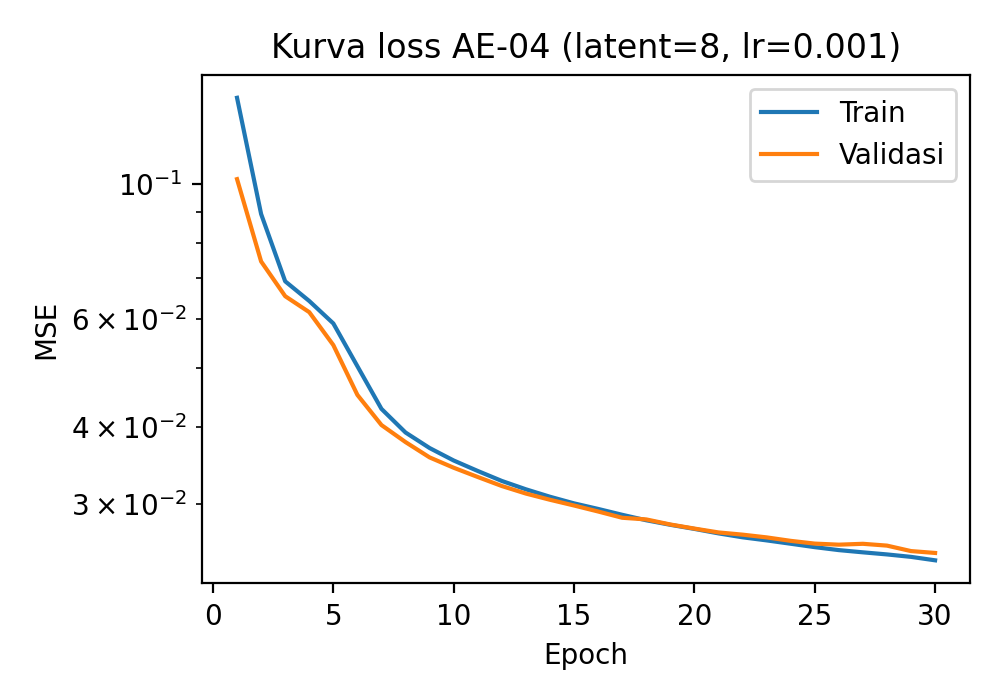 Kurva loss AE-04 (latent=8, lr=0.001)
Train
Validasi
10⁻¹
6 × 10⁻²
4 × 10⁻²
3 × 10⁻²
MSE
0 5 10 15 20 25 30
Epoch